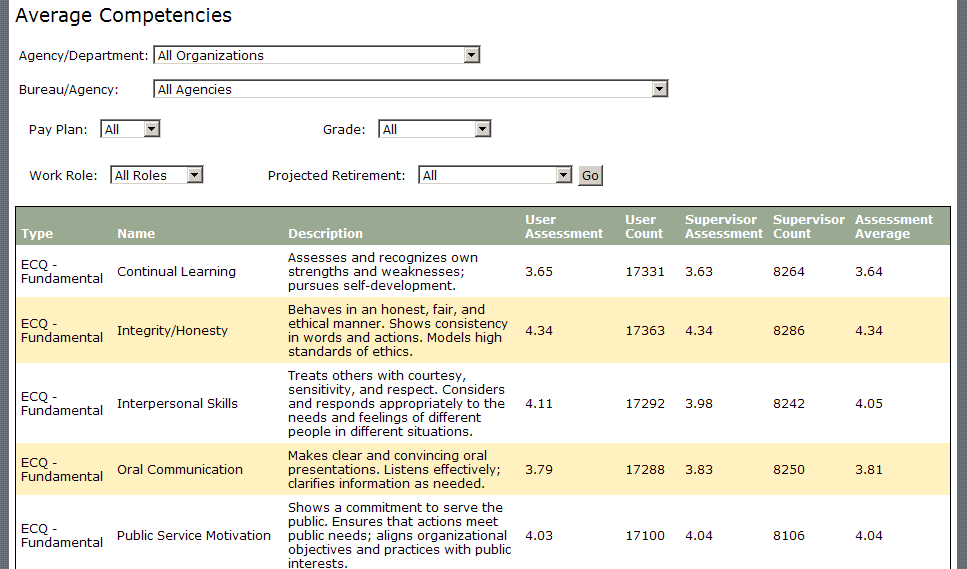 Average Competencies
Agency/Department: All Organizations
Bureau/Agency: All Agencies
Pay Plan: All Grade: All
Work Role: All Roles Projected Retirement: All Go
Type Name Description User Assessment User Count Supervisor Assessment Supervisor Count Assessment Average
ECQ - Fundamental Continual Learning Assesses and recognizes own strengths and weaknesses; pursues self-development. 3.65 17331 3.63 8264 3.64
ECQ - Fundamental Integrity/Honesty Behaves in an honest, fair, and ethical manner. Shows consistency in words and actions. Models high standards of ethics. 4.34 17363 4.34 8286 4.34
ECQ - Fundamental Interpersonal Skills Treats others with courtesy, sensitivity, and respect. Considers and responds appropriately to the needs and feelings of different people in different situations. 4.11 17292 3.98 8242 4.05
ECQ - Fundamental Oral Communication Makes clear and convincing oral presentations. Listens effectively; clarifies information as needed. 3.79 17288 3.83 8250 3.81
ECQ - Fundamental Public Service Motivation Shows a commitment to serve the public. Ensures that actions meet public needs; aligns organizational objectives and practices with public interests. 4.03 17100 4.04 8106 4.04